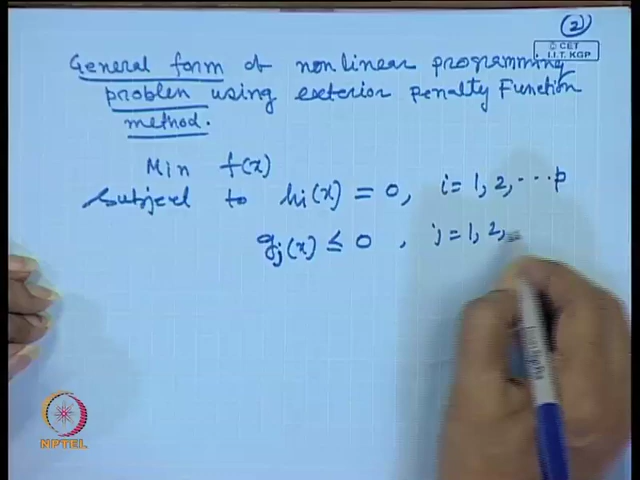 2
© CET
I.I.T. KGP
General form of nonlinear programming
problem using exterior penalty Function
method.
Min f(x)
Subject to hi(x) = 0, i = 1, 2, ... p
gj(x) ≤ 0 , j = 1, 2,
NPTEL